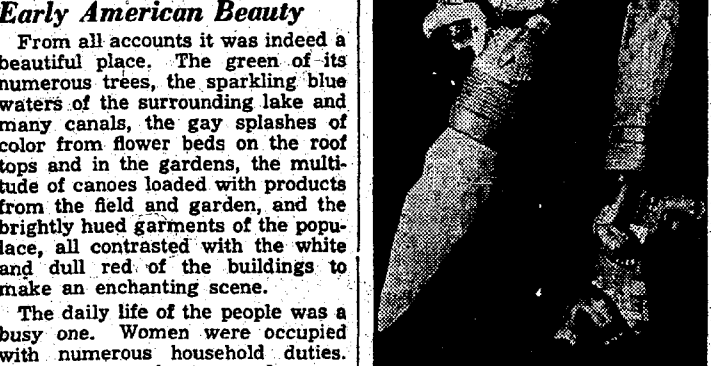 Early American Beauty
From all accounts it was indeed a
beautiful place. The green of its
numerous trees, the sparkling blue
waters of the surrounding lake and
many canals, the gay splashes of
color from flower beds on the roof
tops and in the gardens, the multi-
tude of canoes loaded with products
from the field and garden, and the
brightly hued garments of the popu-
lace, all contrasted with the white
and dull red of the buildings to
make an enchanting scene.
The daily life of the people was a
busy one. Women were occupied
with numerous household duties.